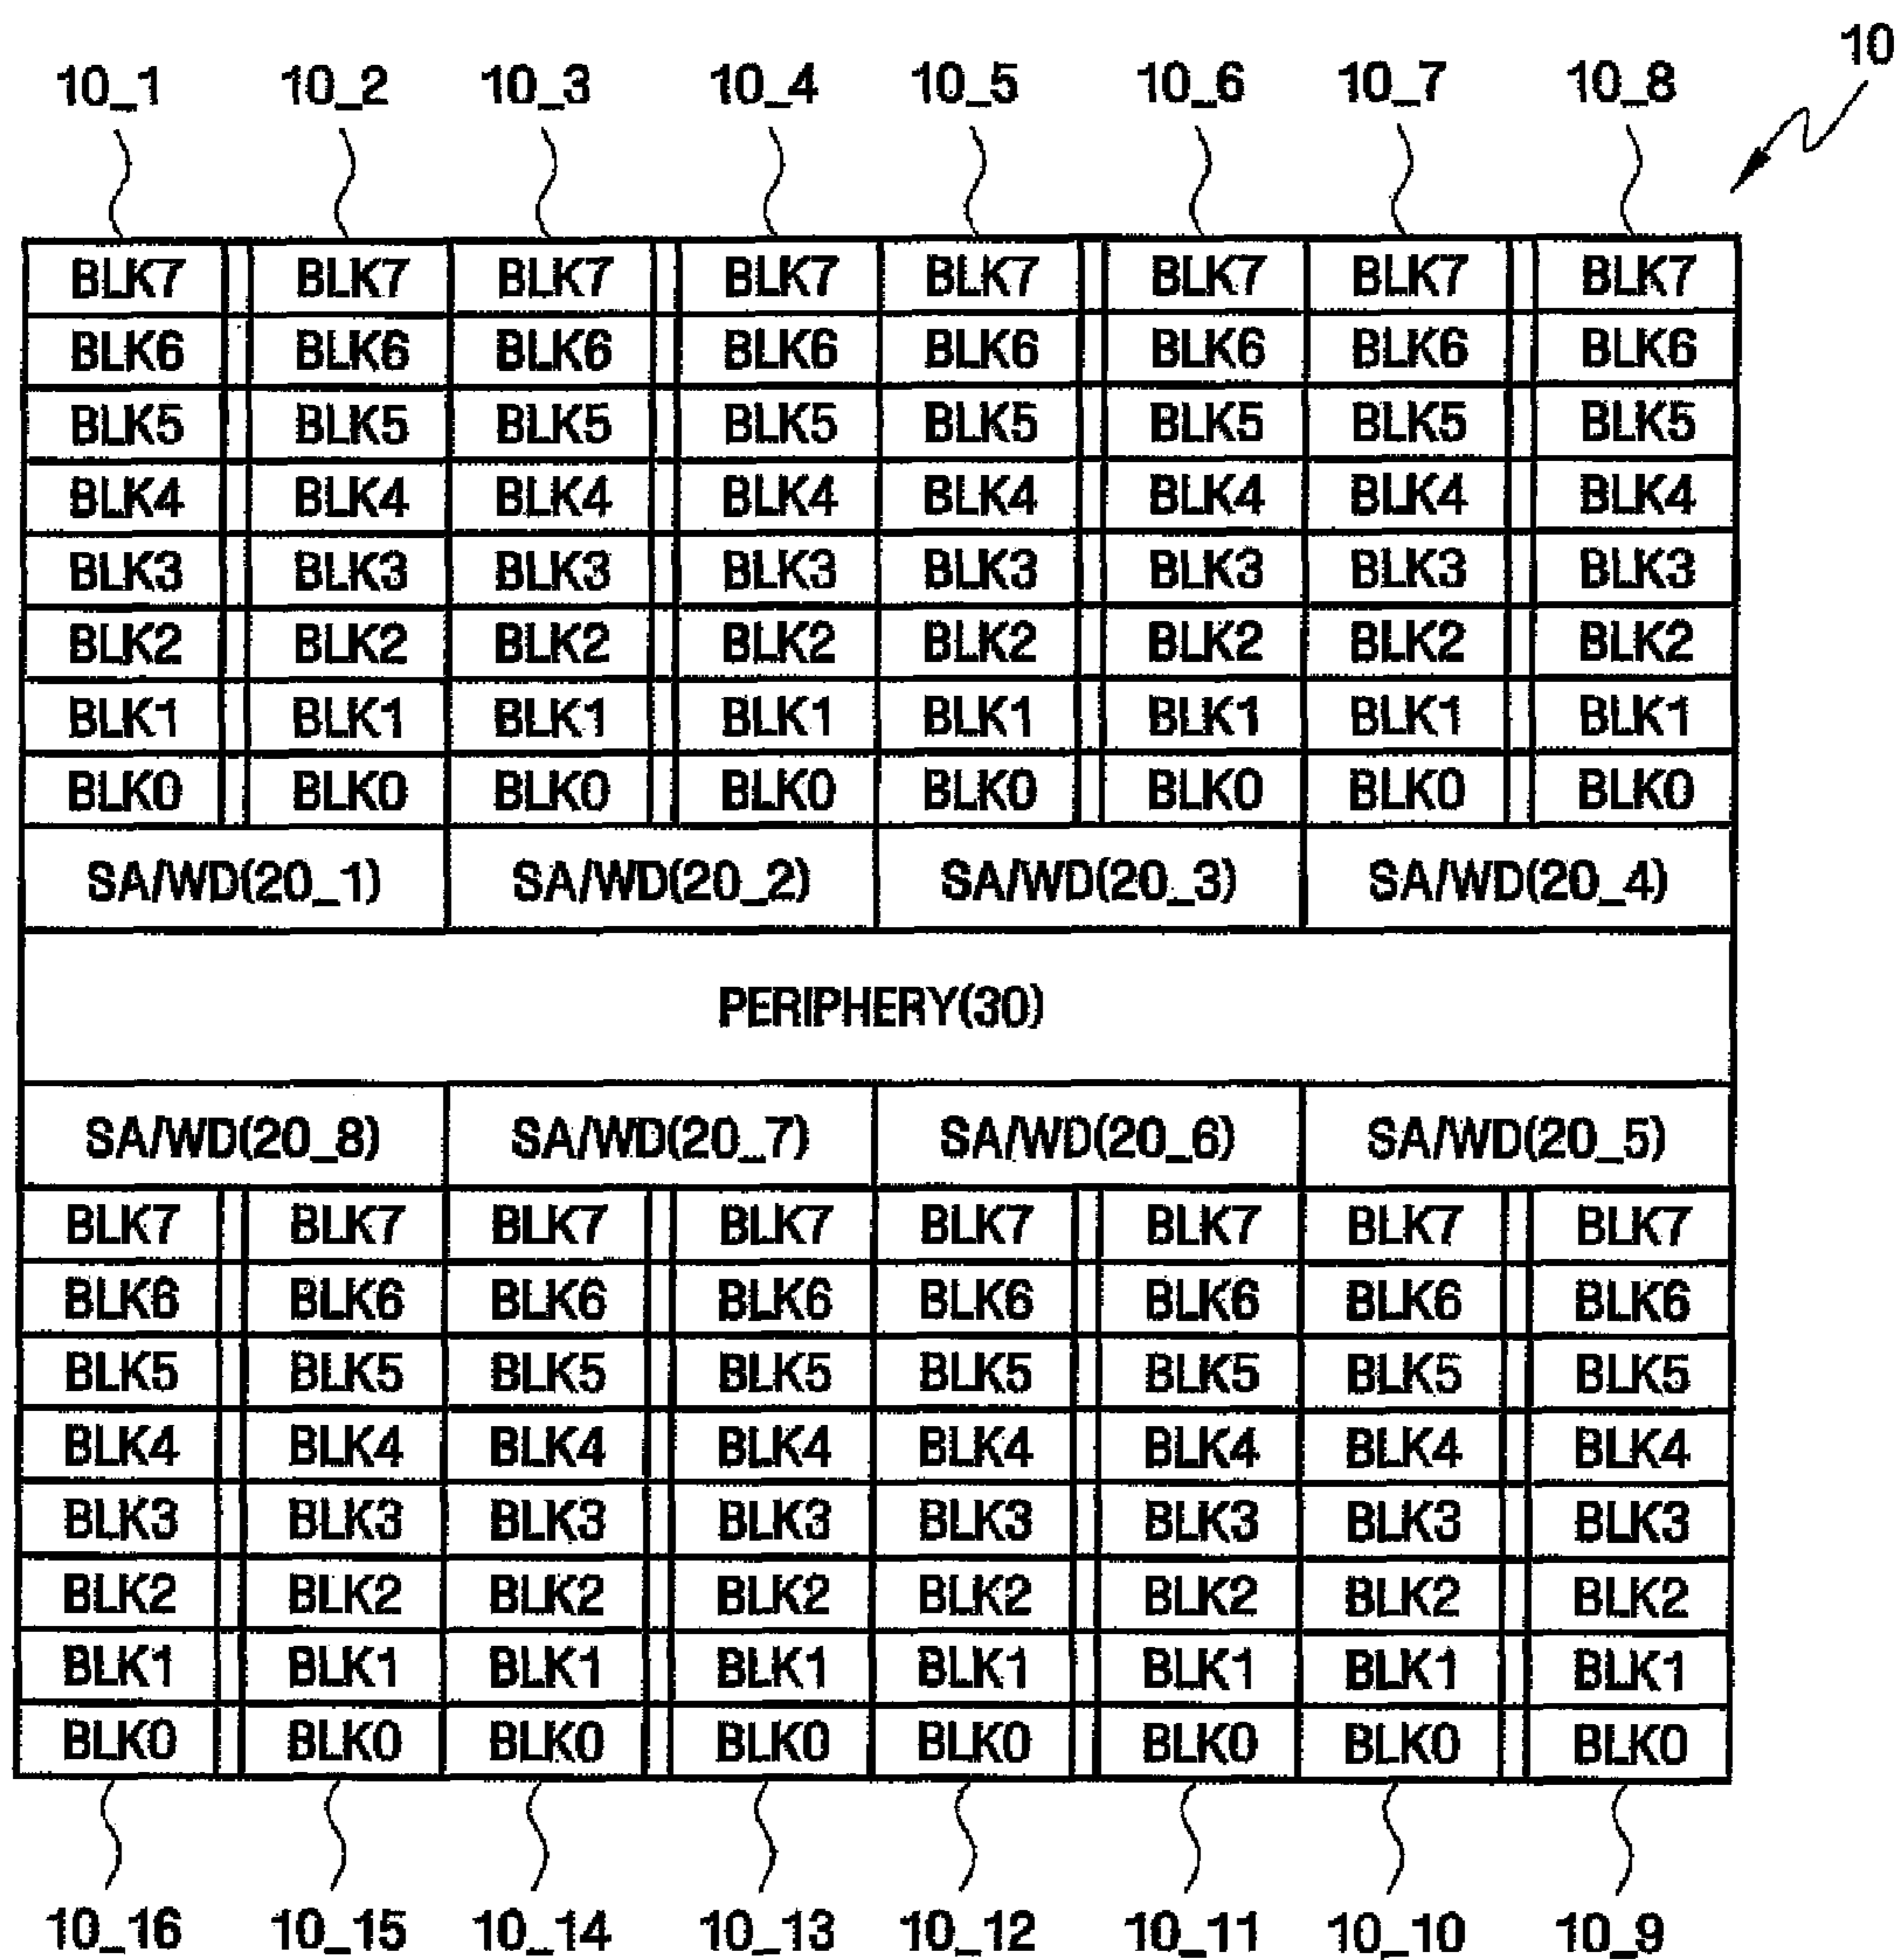 10
10_1 10_2 10_3 10_4 10_5 10_6 10_7 10_8
BLK7 BLK7 BLK7 BLK7 BLK7 BLK7 BLK7 BLK7
BLK6 BLK6 BLK6 BLK6 BLK6 BLK6 BLK6 BLK6
BLK5 BLK5 BLK5 BLK5 BLK5 BLK5 BLK5 BLK5
BLK4 BLK4 BLK4 BLK4 BLK4 BLK4 BLK4 BLK4
BLK3 BLK3 BLK3 BLK3 BLK3 BLK3 BLK3 BLK3
BLK2 BLK2 BLK2 BLK2 BLK2 BLK2 BLK2 BLK2
BLK1 BLK1 BLK1 BLK1 BLK1 BLK1 BLK1 BLK1
BLK0 BLK0 BLK0 BLK0 BLK0 BLK0 BLK0 BLK0
SA/WD(20_1) SA/WD(20_2) SA/WD(20_3) SA/WD(20_4)
PERIPHERY(30)
SA/WD(20_8) SA/WD(20_7) SA/WD(20_6) SA/WD(20_5)
BLK7 BLK7 BLK7 BLK7 BLK7 BLK7 BLK7 BLK7
BLK6 BLK6 BLK6 BLK6 BLK6 BLK6 BLK6 BLK6
BLK5 BLK5 BLK5 BLK5 BLK5 BLK5 BLK5 BLK5
BLK4 BLK4 BLK4 BLK4 BLK4 BLK4 BLK4 BLK4
BLK3 BLK3 BLK3 BLK3 BLK3 BLK3 BLK3 BLK3
BLK2 BLK2 BLK2 BLK2 BLK2 BLK2 BLK2 BLK2
BLK1 BLK1 BLK1 BLK1 BLK1 BLK1 BLK1 BLK1
BLK0 BLK0 BLK0 BLK0 BLK0 BLK0 BLK0 BLK0
10_16 10_15 10_14 10_13 10_12 10_11 10_10 10_9